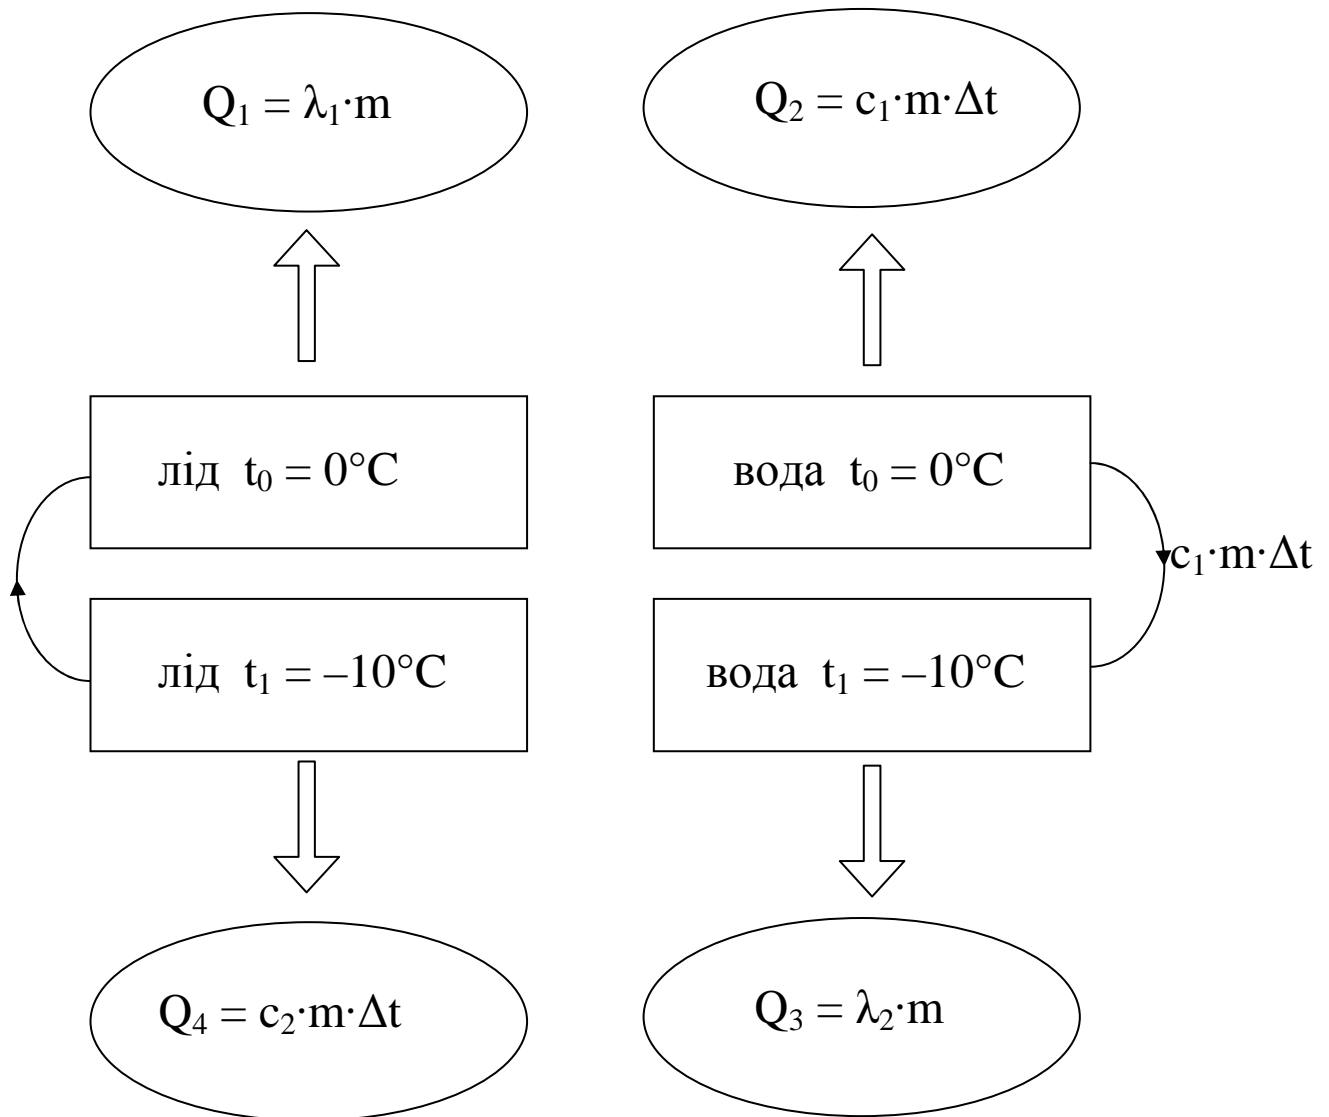 Q₁ = λ₁·m
Q₂ = c₁·m·Δt
лід t₀ = 0°C
вода t₀ = 0°C
c₁·m·Δt
лід t₁ = –10°C
вода t₁ = –10°C
Q₄ = c₂·m·Δt
Q₃ = λ₂·m